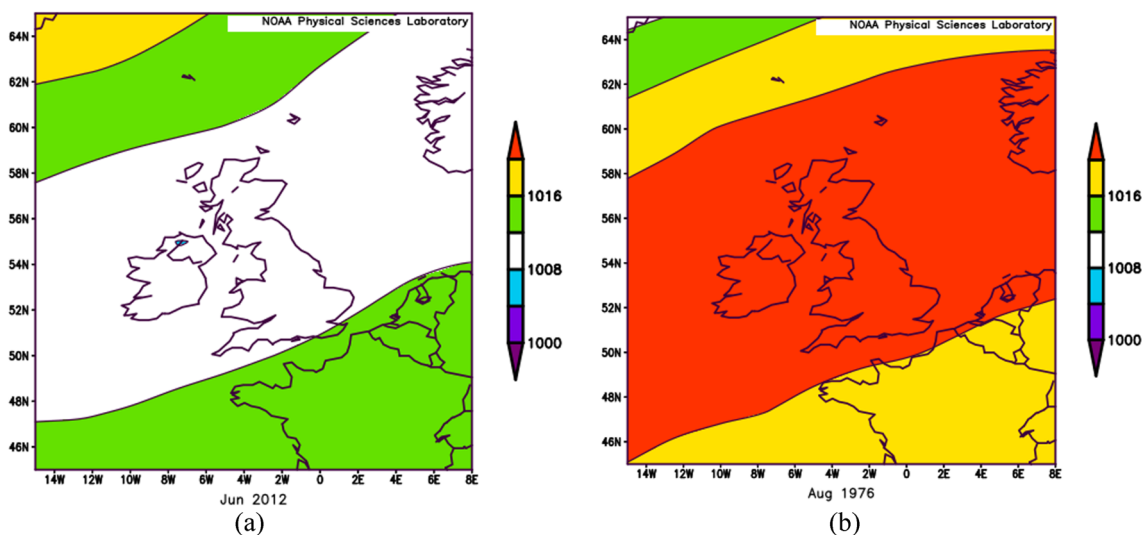 NOAA Physical Sciences Laboratory
64N
62N
60N
58N
56N
54N
52N
50N
48N
46N
14W 12W 10W 8W 6W 4W 2W 0 2E 4E 6E 8E
Jun 2012
1016
1008
1000
(a)
NOAA Physical Sciences Laboratory
64N
62N
60N
58N
56N
54N
52N
50N
48N
46N
14W 12W 10W 8W 6W 4W 2W 0 2E 4E 6E 8E
Aug 1976
1016
1008
1000
(b)